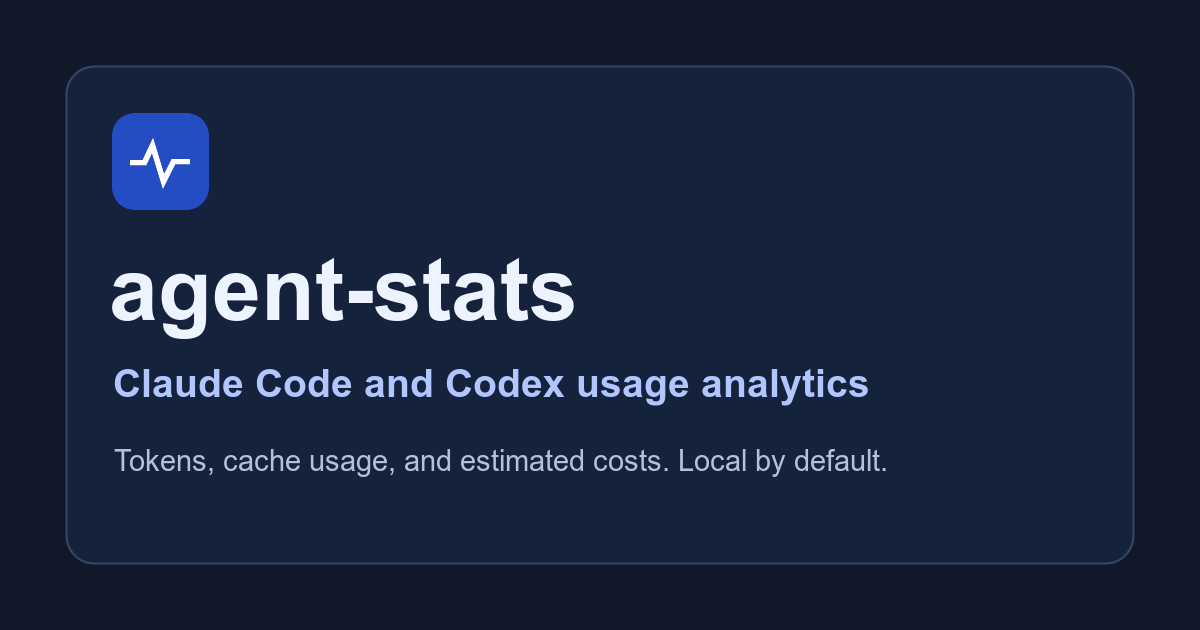 agent-stats
Claude Code and Codex usage analytics
Tokens, cache usage, and estimated costs. Local by default.